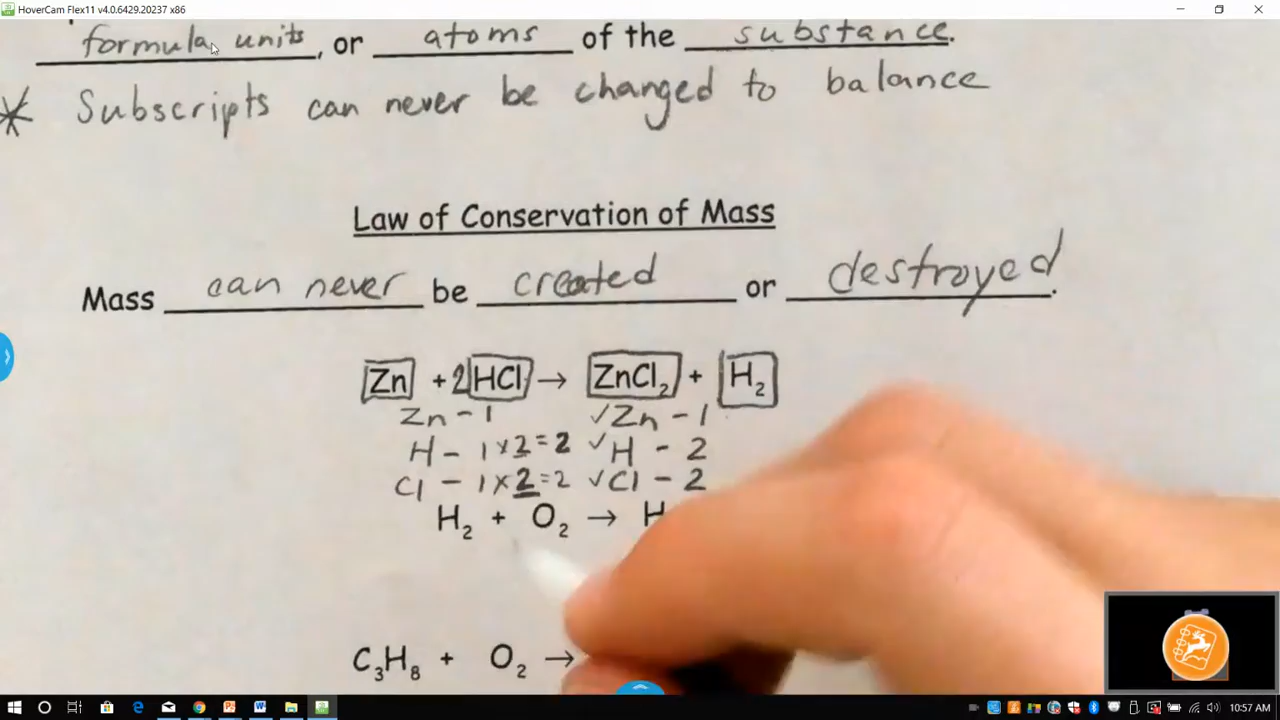 HoverCam Flex11 v4.0.6429.20237 x86
formula units, or atoms of the substance.
* Subscripts can never be changed to balance
Law of Conservation of Mass
Mass can never be created or destroyed.
Zn + 2HCl → ZnCl₂ + H₂
Zn - 1 ✓Zn - 1
H - 1×2=2 ✓H - 2
Cl - 1×2=2 ✓Cl - 2
H₂ + O₂ → H
C₃H₈ + O₂ →
10:57 AM